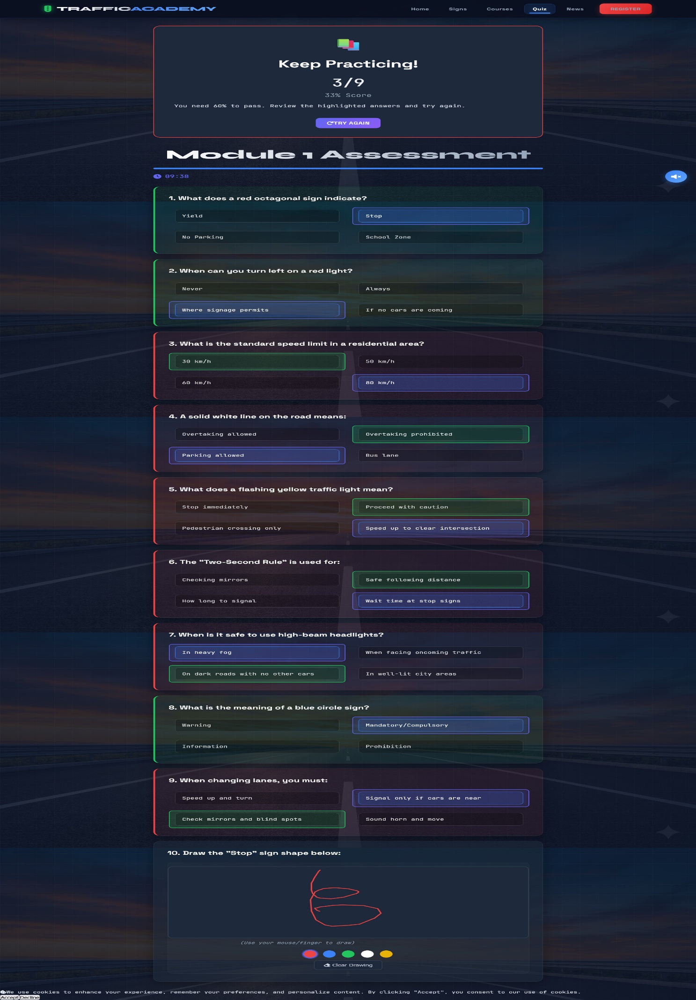 TRAFFICACADEMY
Home Signs Courses Quiz News REGISTER
Keep Practicing!
3/9
33% Score
You need 60% to pass. Review the highlighted answers and try again.
TRY AGAIN
Module 1 Assessment
09:38
1. What does a red octagonal sign indicate?
Yield Stop
No Parking School Zone
2. When can you turn left on a red light?
Never Always
Where signage permits If no cars are coming
3. What is the standard speed limit in a residential area?
30 km/h 50 km/h
60 km/h 80 km/h
4. A solid white line on the road means:
Overtaking allowed Overtaking prohibited
Parking allowed Bus lane
5. What does a flashing yellow traffic light mean?
Stop immediately Proceed with caution
Pedestrian crossing only Speed up to clear intersection
6. The "Two-Second Rule" is used for:
Checking mirrors Safe following distance
How long to signal Wait time at stop signs
7. When is it safe to use high-beam headlights?
In heavy fog When facing oncoming traffic
On dark roads with no other cars In well-lit city areas
8. What is the meaning of a blue circle sign?
Warning Mandatory/Compulsory
Information Prohibition
9. When changing lanes, you must:
Speed up and turn Signal only if cars are near
Check mirrors and blind spots Sound horn and move
10. Draw the "Stop" sign shape below:
(Use your mouse/finger to draw)
Clear Drawing
We use cookies to enhance your experience, remember your preferences, and personalize content. By clicking "Accept", you consent to our use of cookies.
Accept Decline